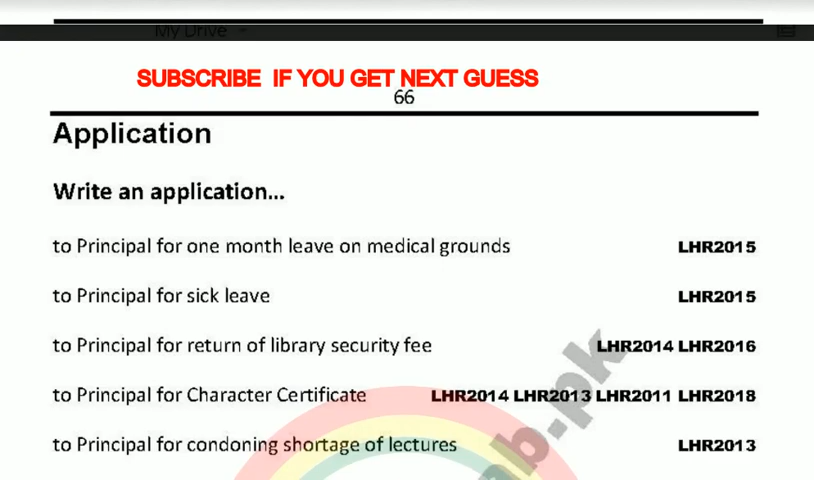 My Drive
SUBSCRIBE IF YOU GET NEXT GUESS
66
Application
Write an application...
to Principal for one month leave on medical grounds LHR2015
to Principal for sick leave LHR2015
to Principal for return of library security fee LHR2014 LHR2016
to Principal for Character Certificate LHR2014 LHR2013 LHR2011 LHR2018
to Principal for condoning shortage of lectures LHR2013